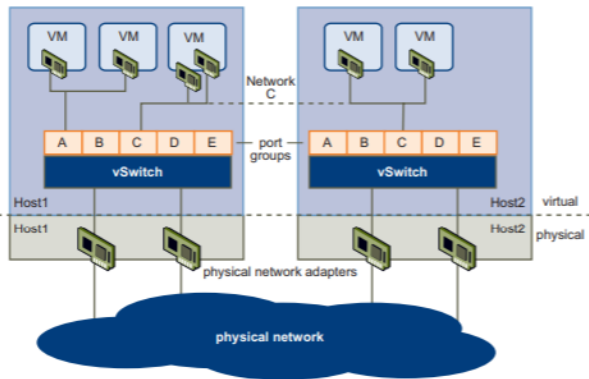 VM VM VM
VM VM
Network
C
A B C D E
port
groups
A B C D E
vSwitch
vSwitch
Host1
Host2
virtual
Host1
Host2
physical
physical network adapters
physical network